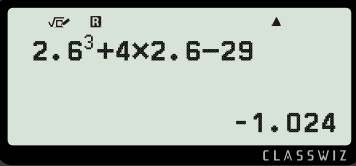 √□ R ▲
2.6³+4×2.6−29
-1.024
CLASSWIZ